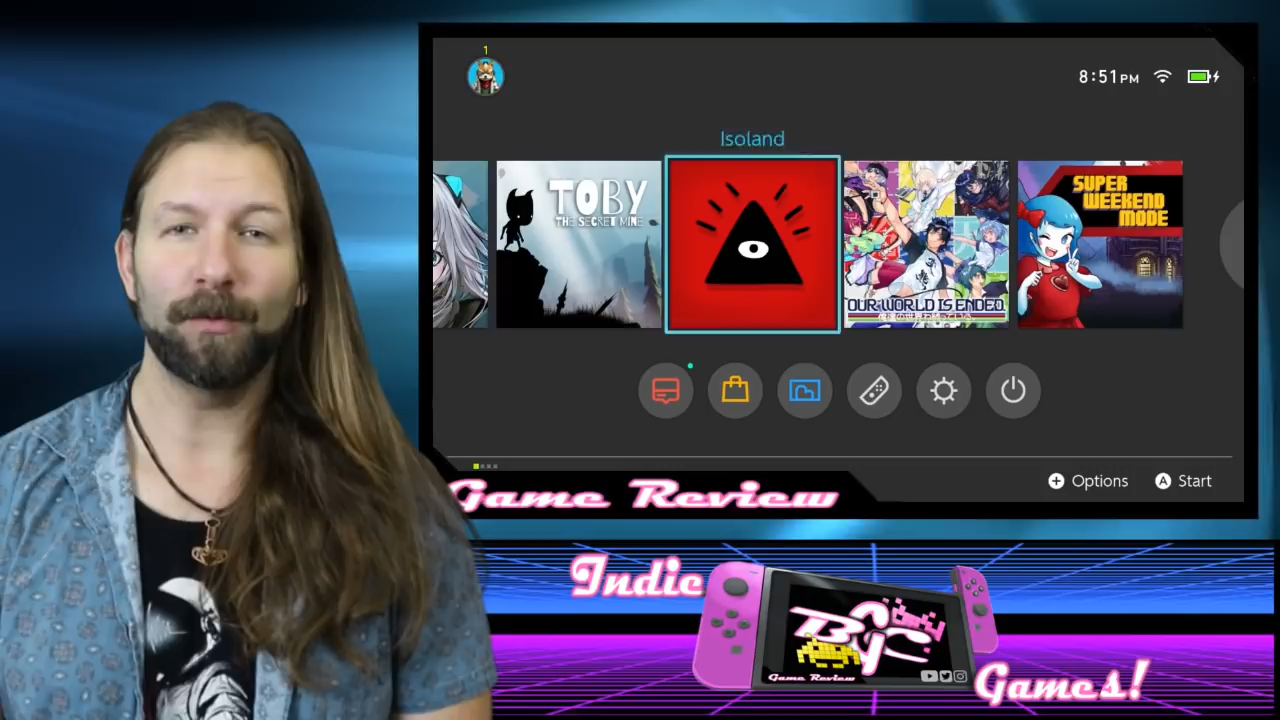 1
8:51PM
Isoland
TOBY
THE SECRET MINE
OUR WORLD IS ENDED.
SUPER
WEEKEND
MODE
Options
A Start
Game Review
Indie
BGC
Game Review
Games!